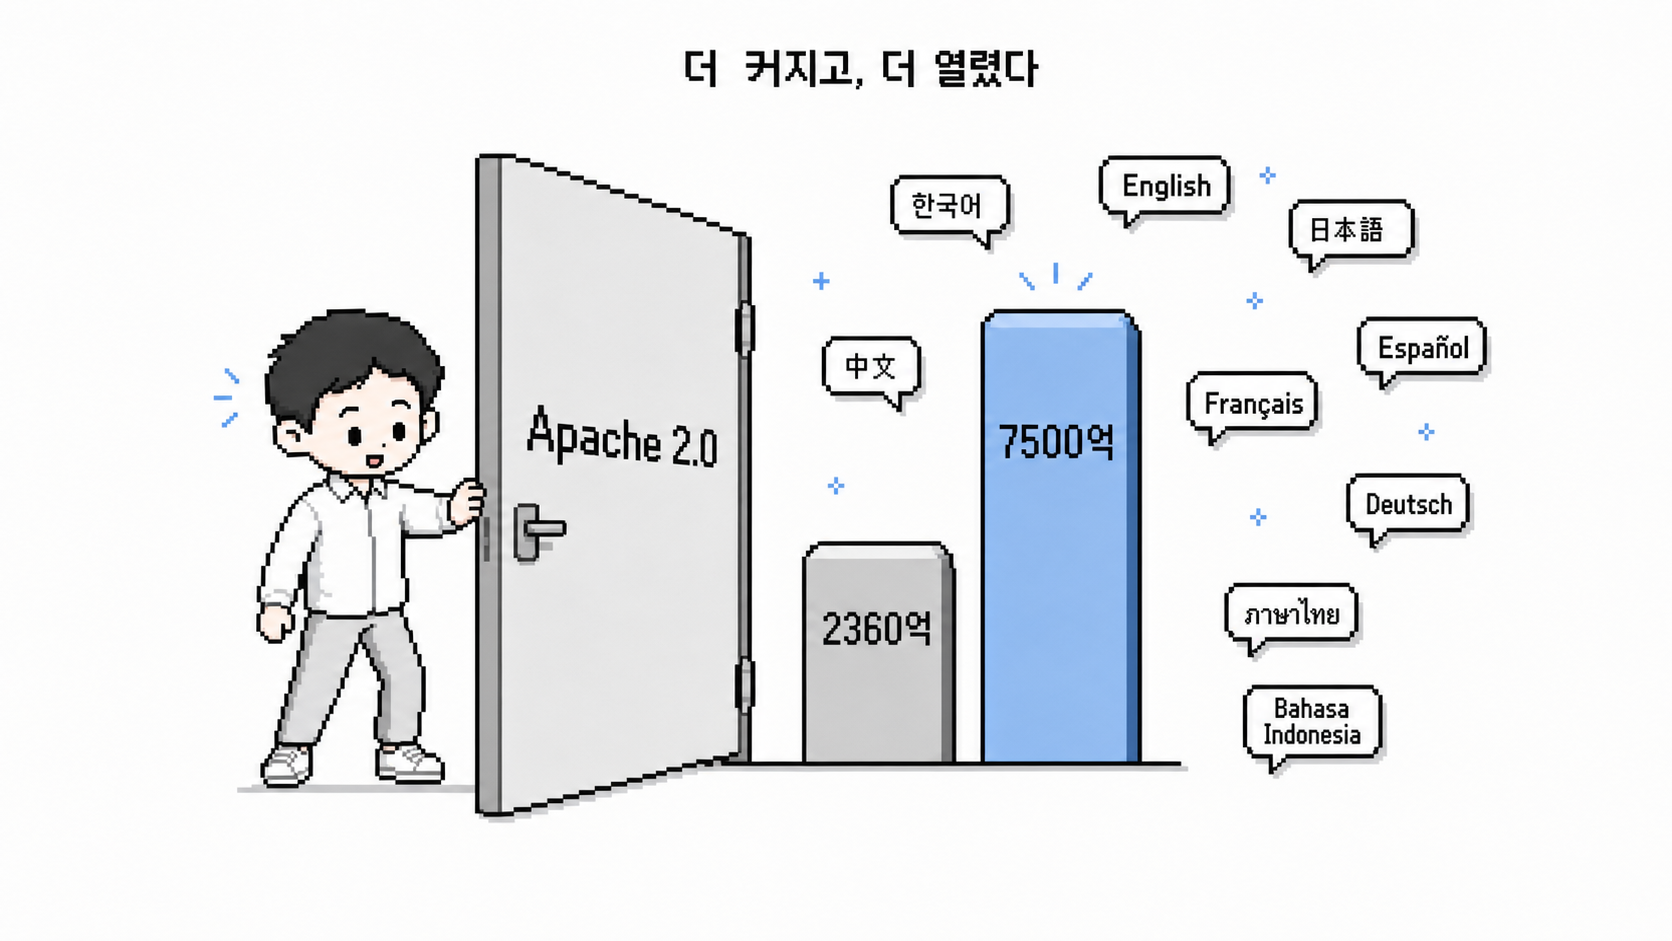 더 커지고, 더 열렸다
한국어
English
日本語
中文
Español
Français
Apache 2.0
7500억
Deutsch
2360억
ภาษาไทย
Bahasa
Indonesia